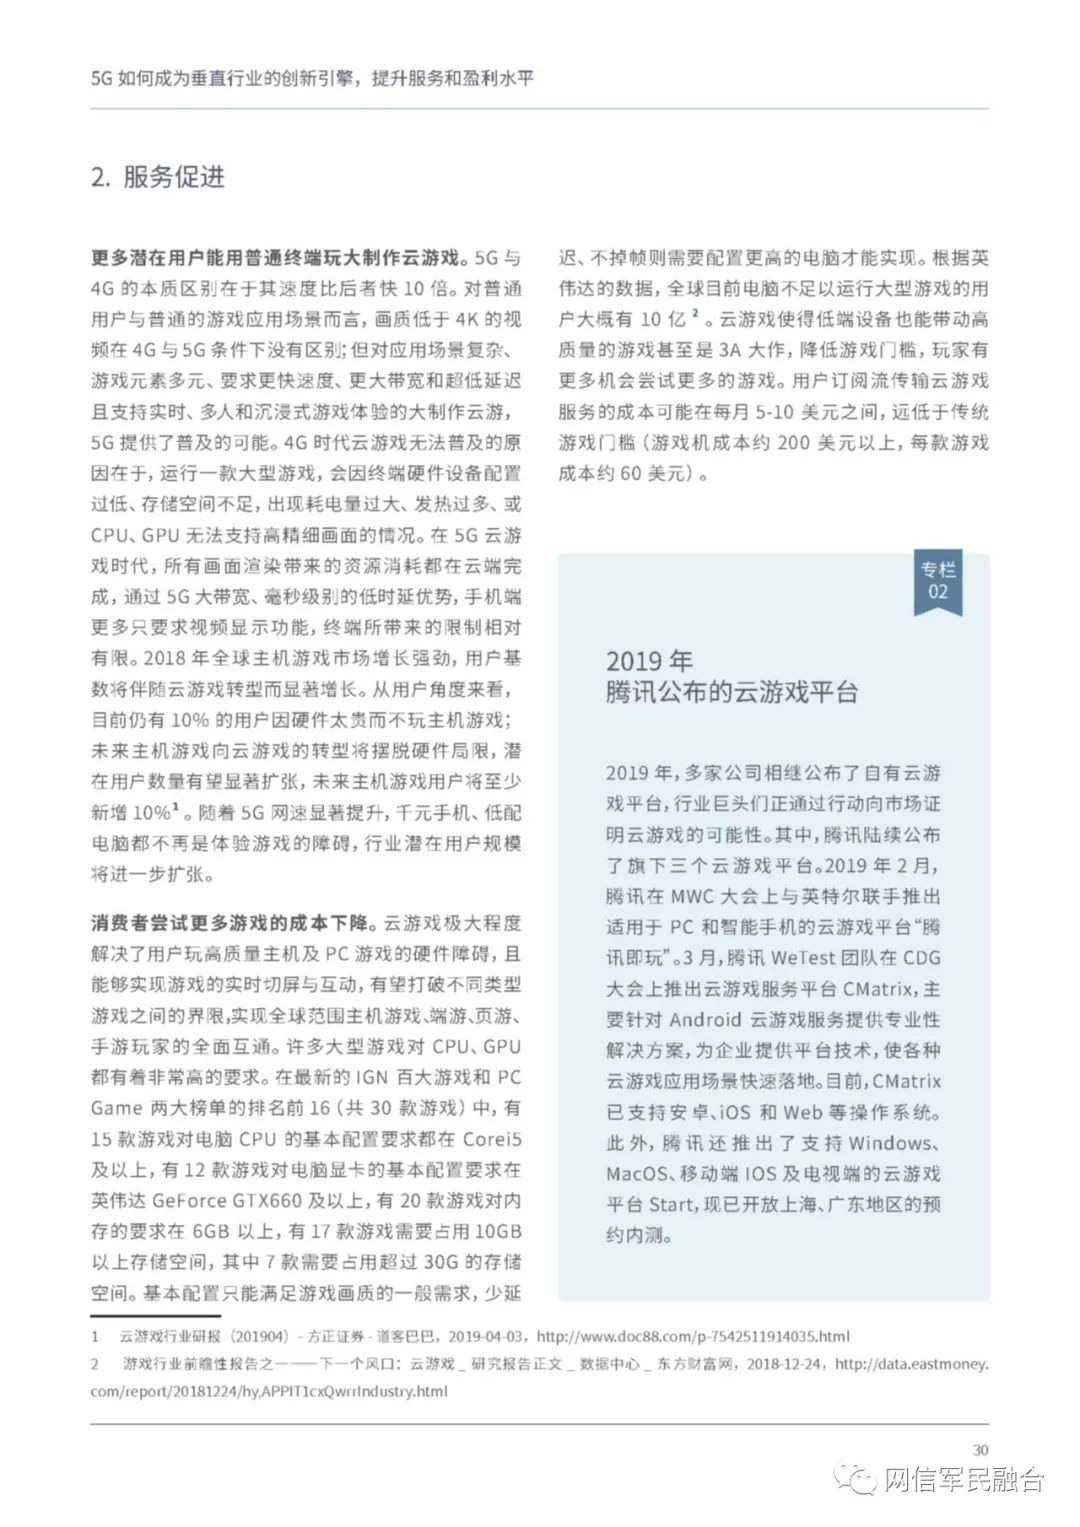 5G 如何成为垂直行业的创新引擎，提升服务和盈利水平
2. 服务促进
更多潜在用户能用普通终端玩大制作云游戏。5G 与
4G 的本质区别在于其速度比后者快 10 倍。对普通
用户与普通的游戏应用场景而言，画质低于 4K 的视
频在 4G 与 5G 条件下没有区别；但对应用场景复杂、
游戏元素多元、要求更快速度、更大带宽和超低延迟
且支持实时、多人和沉浸式游戏体验的大制作云游，
5G 提供了普及的可能。4G 时代云游戏无法普及的原
因在于，运行一款大型游戏，会因终端硬件设备配置
过低、存储空间不足，出现耗电量过大、发热过多、或
CPU、GPU 无法支持高精细画面的情况。在 5G 云游
戏时代，所有画面渲染带来的资源消耗都在云端完
成，通过 5G 大带宽、毫秒级别的低时延优势，手机端
更多只要求视频显示功能，终端所带来的限制相对
有限。2018 年全球主机游戏市场增长强劲，用户基
数将伴随云游戏转型而显著增长。从用户角度来看，
目前仍有 10% 的用户因硬件太贵而不玩主机游戏；
未来主机游戏向云游戏的转型将摆脱硬件局限，潜
在用户数量有望显著扩张，未来主机游戏用户将至少
新增 10%1 。随着 5G 网速显著提升，千元手机、低配
电脑都不再是体验游戏的障碍，行业潜在用户规模
将进一步扩张。
消费者尝试更多游戏的成本下降。云游戏极大程度
解决了用户玩高质量主机及 PC 游戏的硬件障碍，且
能够实现游戏的实时切屏与互动，有望打破不同类型
游戏之间的界限，实现全球范围主机游戏、端游、页游、
手游玩家的全面互通。许多大型游戏对 CPU、GPU
都有着非常高的要求。在最新的 IGN 百大游戏和 PC
Game 两大榜单的排名前 16（共 30 款游戏）中，有
15 款游戏对电脑 CPU 的基本配置要求都在 Corei5
及以上，有 12 款游戏对电脑显卡的基本配置要求在
英伟达 GeForce GTX660 及以上，有 20 款游戏对内
存的要求在 6GB 以上，有 17 款游戏需要占用 10GB
以上存储空间，其中 7 款需要占用超过 30G 的存储
空间。基本配置只能满足游戏画质的一般需求，少延
迟、不掉帧则需要配置更高的电脑才能实现。根据英
伟达的数据，全球目前电脑不足以运行大型游戏的用
户大概有 10 亿 2 。云游戏使得低端设备也能带动高
质量的游戏甚至是 3A 大作，降低游戏门槛，玩家有
更多机会尝试更多的游戏。用户订阅流传输云游戏
服务的成本可能在每月 5-10 美元之间，远低于传统
游戏门槛（游戏机成本约 200 美元以上，每款游戏
成本约 60 美元）。
专栏
02
2019 年
腾讯公布的云游戏平台
2019 年，多家公司相继公布了自有云游
戏平台，行业巨头们正通过行动向市场证
明云游戏的可能性。其中，腾讯陆续公布
了旗下三个云游戏平台。2019 年 2 月，
腾讯在 MWC 大会上与英特尔联手推出
适用于 PC 和智能手机的云游戏平台“腾
讯即玩”。3 月，腾讯 WeTest 团队在 CDG
大会上推出云游戏服务平台 CMatrix，主
要针对 Android 云游戏服务提供专业性
解决方案，为企业提供平台技术，使各种
云游戏应用场景快速落地。目前，CMatrix
已支持安卓、iOS 和 Web 等操作系统。
此外，腾讯还推出了支持 Windows、
MacOS、移动端 IOS 及电视端的云游戏
平台 Start，现已开放上海、广东地区的预
约内测。
1 云游戏行业研报（201904）- 方正证券 - 道客巴巴，2019-04-03，http://www.doc88.com/p-7542511914035.html
2 游戏行业前瞻性报告之一——下一个风口：云游戏 _ 研究报告正文 _ 数据中心 _ 东方财富网，2018-12-24，http://data.eastmoney.
com/report/20181224/hy,APPIT1cxQwrrIndustry.html
30
网信军民融合